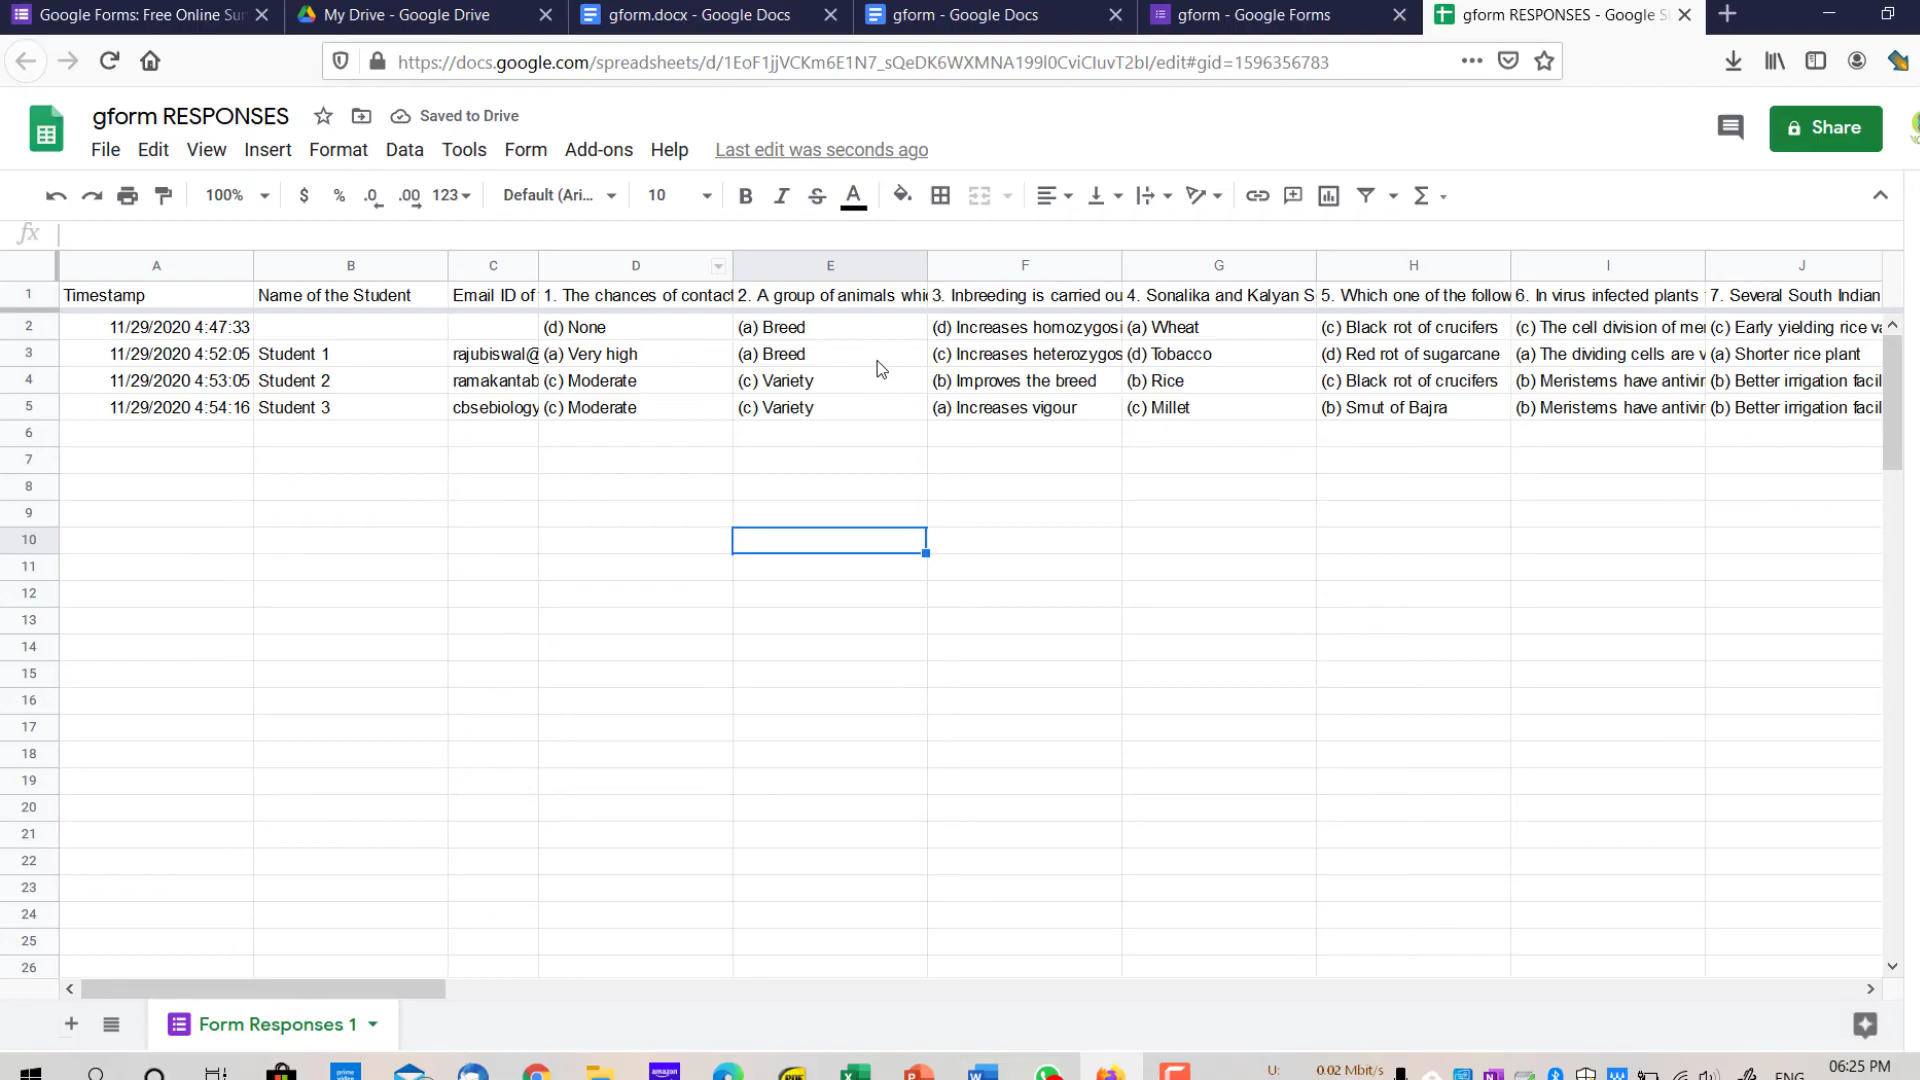 Google Forms: Free Online Sur
My Drive - Google Drive
gform.docx - Google Docs
gform - Google Docs
gform - Google Forms
gform RESPONSES - Google S
https://docs.google.com/spreadsheets/d/1EoF1jjVCKm6E1N7_sQeDK6WXMNA199l0CviCIuvT2bI/edit#gid=1596356783
gform RESPONSES Saved to Drive
Share
File Edit View Insert Format Data Tools Form Add-ons Help Last edit was seconds ago
100% $ % .0 .00 123 Default (Ari... 10 B I S A Σ
fx
A B C D E F G H I J
1 Timestamp Name of the Student Email ID of 1. The chances of contact 2. A group of animals whi 3. Inbreeding is carried ou 4. Sonalika and Kalyan S 5. Which one of the follow 6. In virus infected plants 7. Several South Indian
2 11/29/2020 4:47:33 (d) None (a) Breed (d) Increases homozygosi (a) Wheat (c) Black rot of crucifers (c) The cell division of mer (c) Early yielding rice va
3 11/29/2020 4:52:05 Student 1 rajubiswal@ (a) Very high (a) Breed (c) Increases heterozygos (d) Tobacco (d) Red rot of sugarcane (a) The dividing cells are v (a) Shorter rice plant
4 11/29/2020 4:53:05 Student 2 ramakantab (c) Moderate (c) Variety (b) Improves the breed (b) Rice (c) Black rot of crucifers (b) Meristems have antivir (b) Better irrigation facil
5 11/29/2020 4:54:16 Student 3 cbsebiology (c) Moderate (c) Variety (a) Increases vigour (c) Millet (b) Smut of Bajra (b) Meristems have antivir (b) Better irrigation facil
6
7
8
9
10
11
12
13
14
15
16
17
18
19
20
21
22
23
24
25
26
Form Responses 1
prime video
amazon
U: 0.02 Mbit/s
ENG
06:25 PM